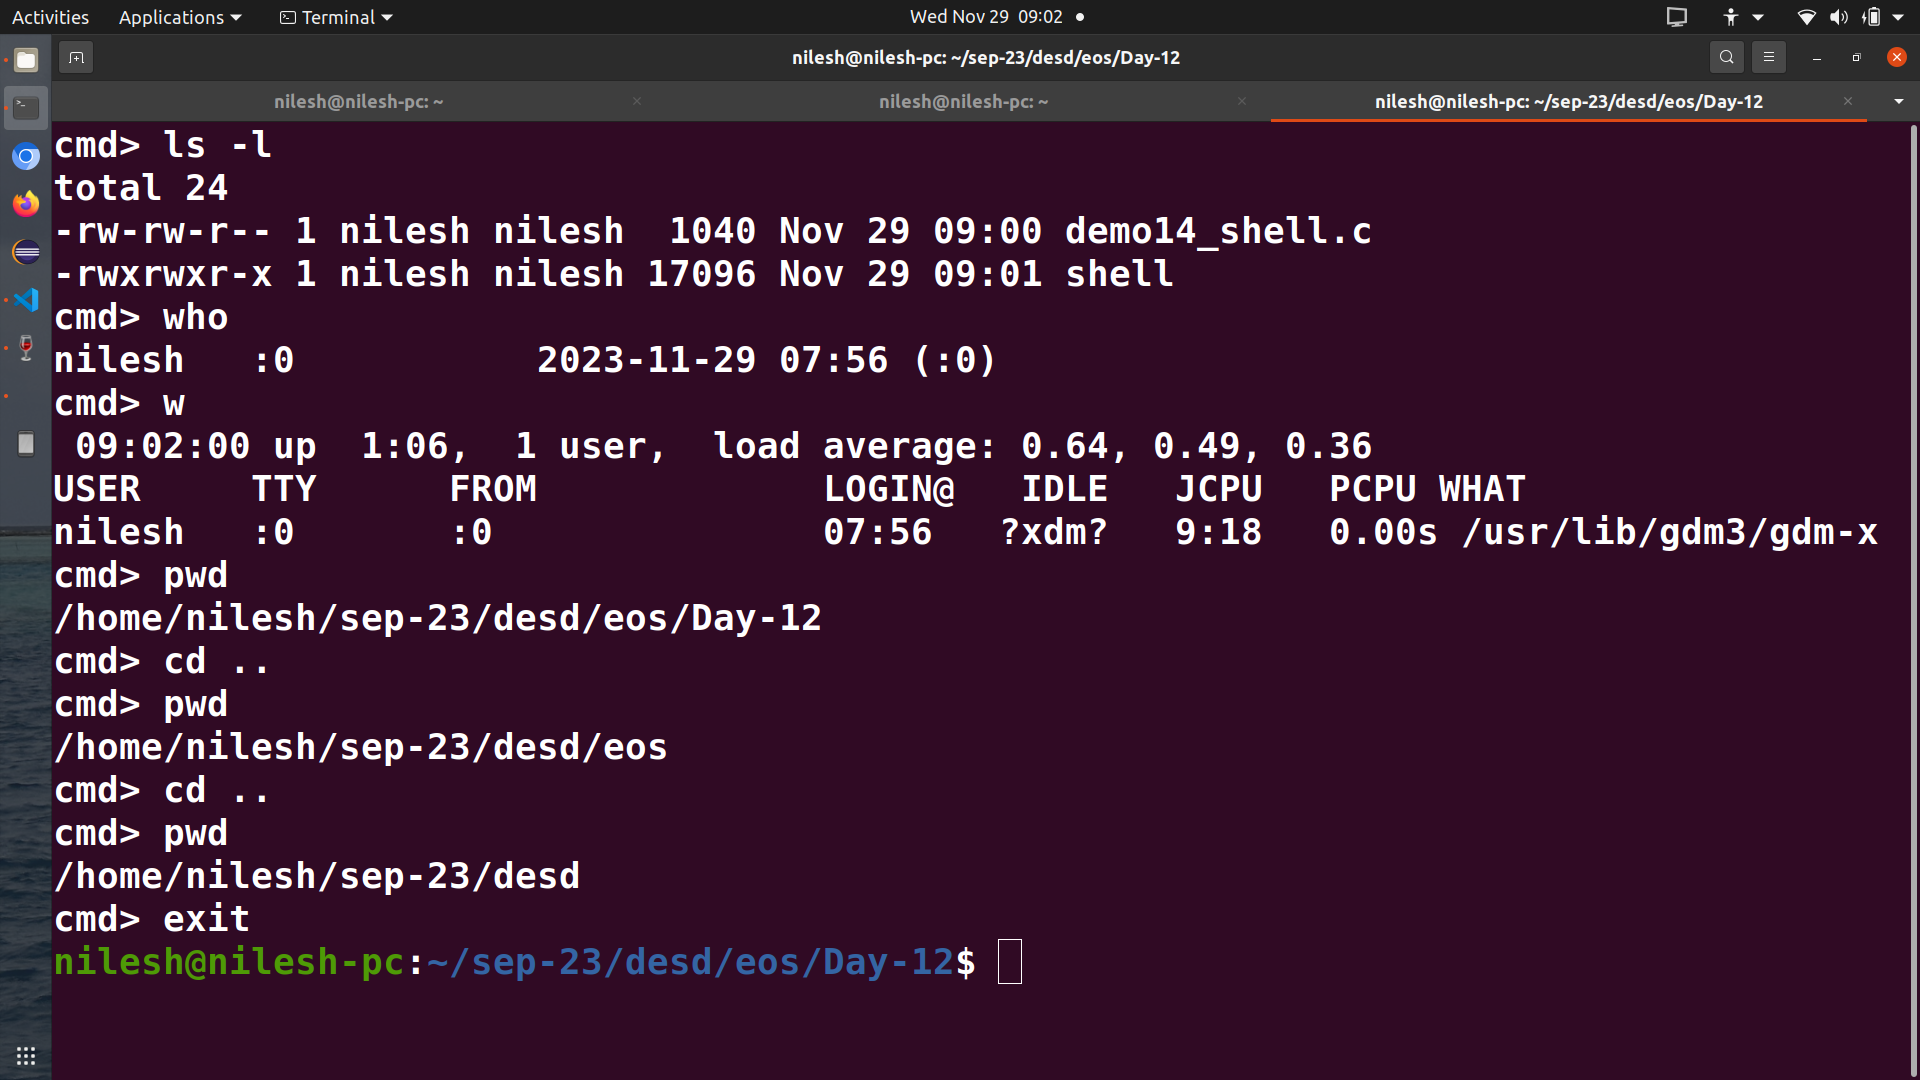 Activities Applications Terminal Wed Nov 29 09:02
nilesh@nilesh-pc: ~/sep-23/desd/eos/Day-12
nilesh@nilesh-pc: ~ nilesh@nilesh-pc: ~ nilesh@nilesh-pc: ~/sep-23/desd/eos/Day-12
cmd> ls -l
total 24
-rw-rw-r-- 1 nilesh nilesh  1040 Nov 29 09:00 demo14_shell.c
-rwxrwxr-x 1 nilesh nilesh 17096 Nov 29 09:01 shell
cmd> who
nilesh   :0           2023-11-29 07:56 (:0)
cmd> w
 09:02:00 up  1:06,  1 user,  load average: 0.64, 0.49, 0.36
USER     TTY      FROM             LOGIN@   IDLE   JCPU   PCPU WHAT
nilesh   :0       :0               07:56   ?xdm?   9:18   0.00s /usr/lib/gdm3/gdm-x
cmd> pwd
/home/nilesh/sep-23/desd/eos/Day-12
cmd> cd ..
cmd> pwd
/home/nilesh/sep-23/desd/eos
cmd> cd ..
cmd> pwd
/home/nilesh/sep-23/desd
cmd> exit
nilesh@nilesh-pc:~/sep-23/desd/eos/Day-12$